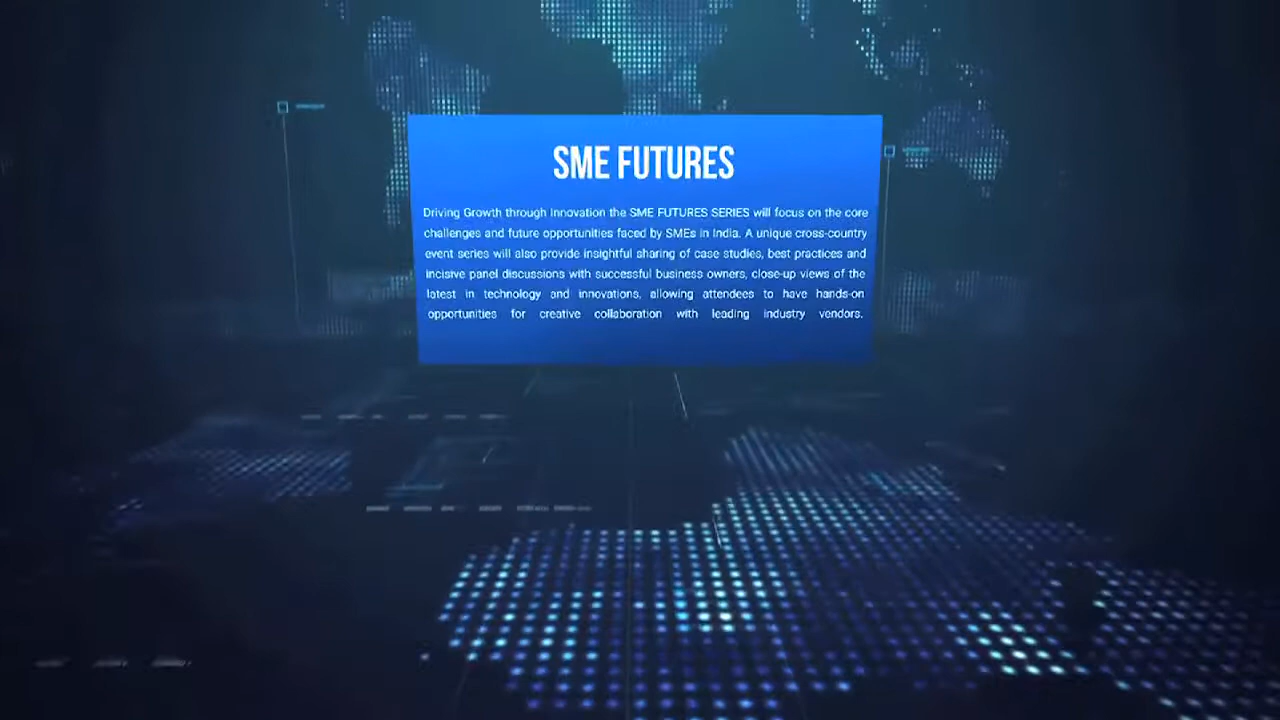 SME FUTURES
Driving Growth through Innovation the SME FUTURES SERIES will focus on the core
challenges and future opportunities faced by SMEs in India. A unique cross-country
event series will also provide insightful sharing of case studies, best practices and
incisive panel discussions with successful business owners, close-up views of the
latest in technology and innovations, allowing attendees to have hands-on
opportunities for creative collaboration with leading industry vendors.